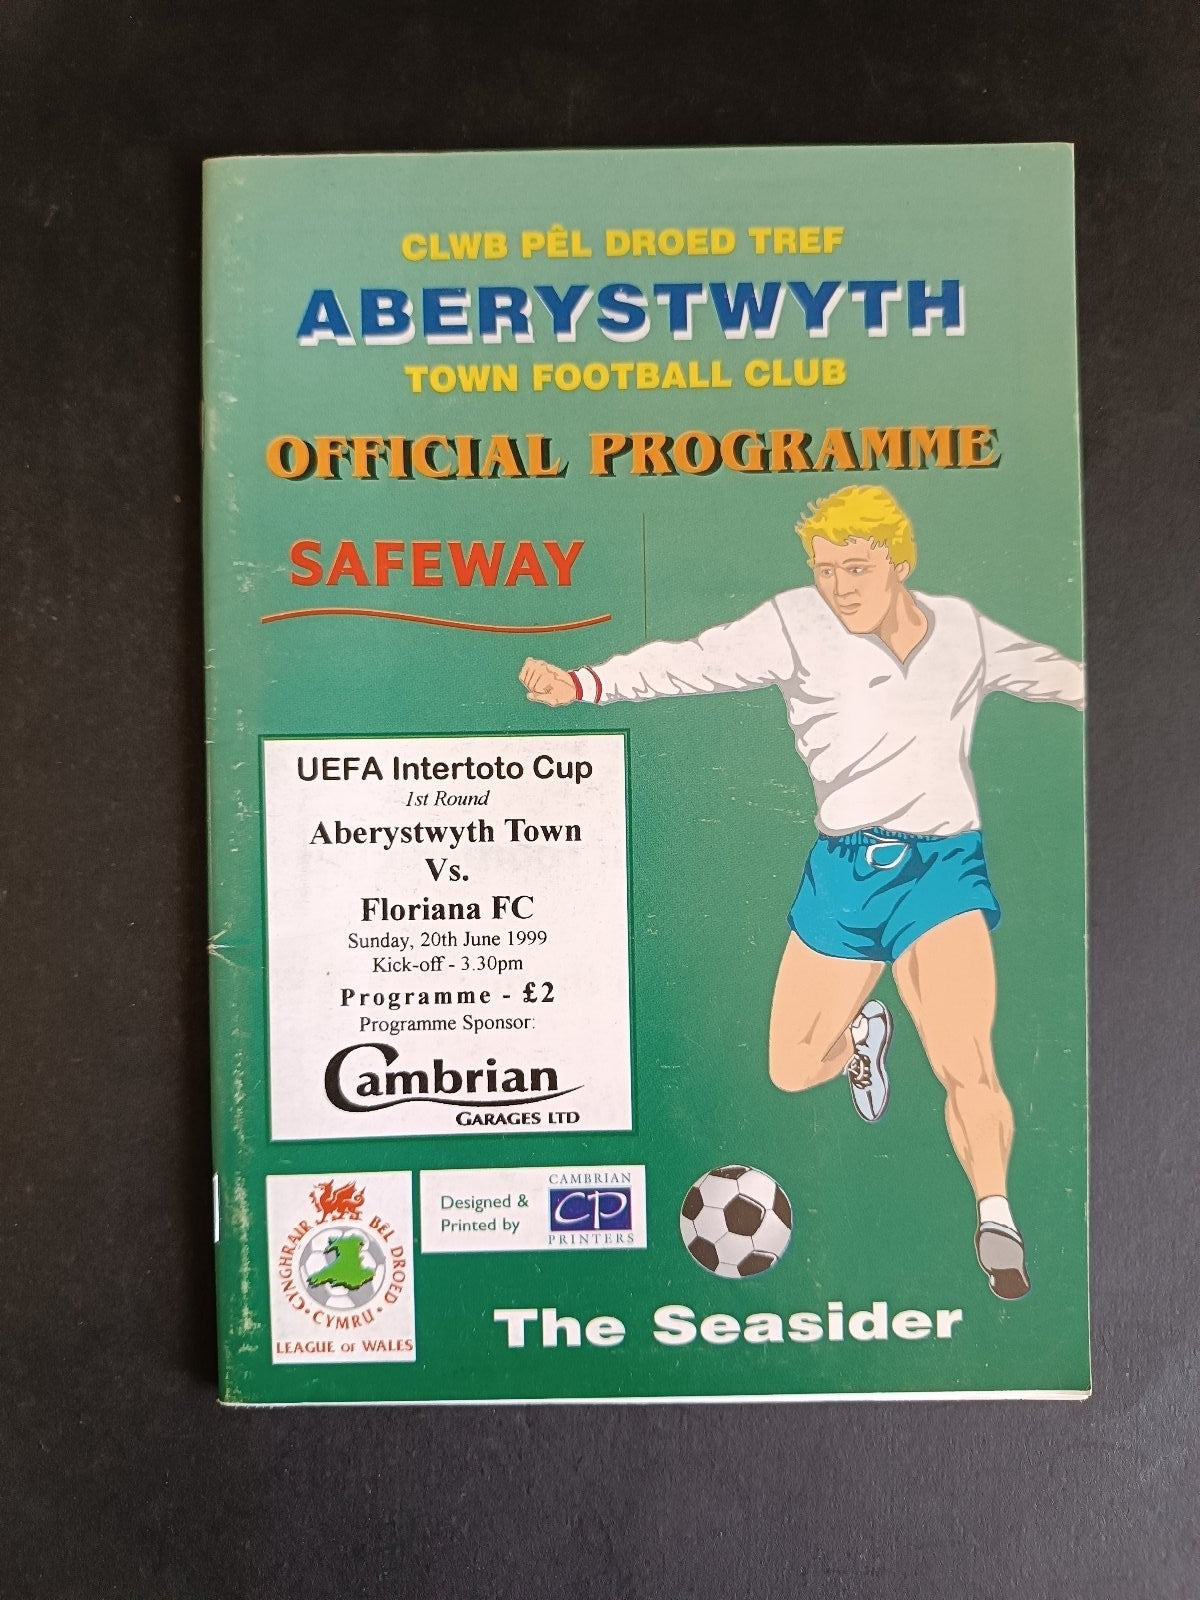 CLWB PÊL DROED TREF
ABERYSTWYTH
TOWN FOOTBALL CLUB
OFFICIAL PROGRAMME
SAFEWAY
UEFA Intertoto Cup
1st Round
Aberystwyth Town
Vs.
Floriana FC
Sunday, 20th June 1999
Kick-off - 3.30pm
Programme - £2
Programme Sponsor:
Cambrian
GARAGES LTD
CYNGHRAIR BÊL DROED
CYMRU
LEAGUE OF WALES
Designed &
Printed by
CAMBRIAN
CP
PRINTERS
The Seasider